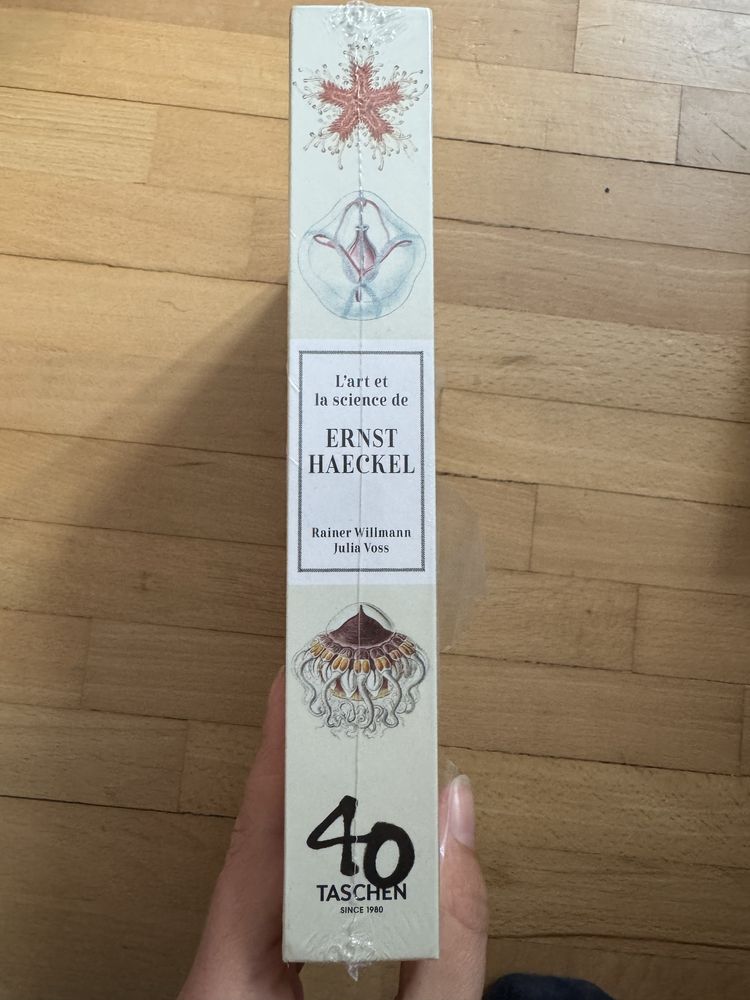 L'art et
la science de
ERNST
HAECKEL
Rainer Willmann
Julia Voss
40
TASCHEN
SINCE 1980